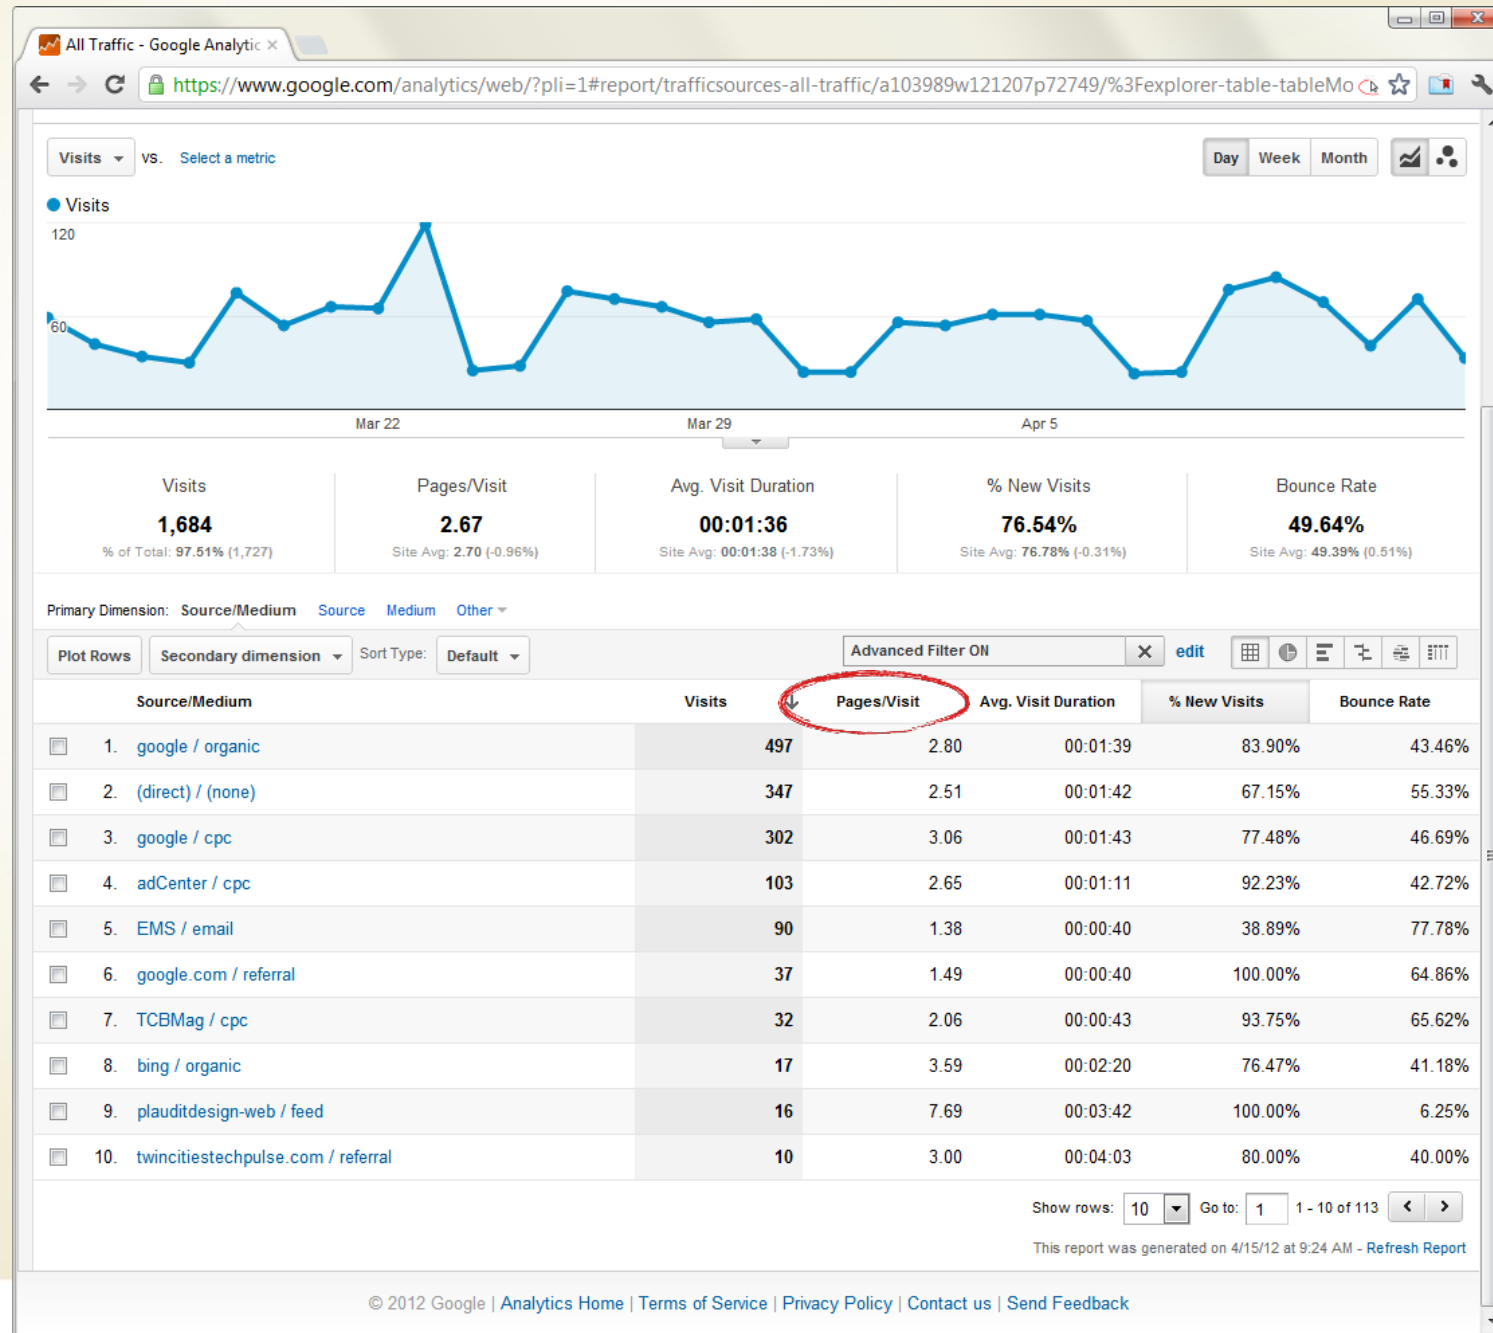 All Traffic - Google Analytic
https://www.google.com/analytics/web/?pli=1#report/trafficsources-all-traffic/a103989w121207p72749/%3Fexplorer-table-tableMo
Visits vs. Select a metric Day Week Month
Visits
120
60
Mar 22 Mar 29 Apr 5
Visits Pages/Visit Avg. Visit Duration % New Visits Bounce Rate
1,684 2.67 00:01:36 76.54% 49.64%
% of Total: 97.51% (1,727) Site Avg: 2.70 (-0.96%) Site Avg: 00:01:38 (-1.73%) Site Avg: 76.78% (-0.31%) Site Avg: 49.39% (0.51%)
Primary Dimension: Source/Medium Source Medium Other
Plot Rows Secondary dimension Sort Type: Default Advanced Filter ON edit
Source/Medium Visits Pages/Visit Avg. Visit Duration % New Visits Bounce Rate
1. google / organic 497 2.80 00:01:39 83.90% 43.46%
2. (direct) / (none) 347 2.51 00:01:42 67.15% 55.33%
3. google / cpc 302 3.06 00:01:43 77.48% 46.69%
4. adCenter / cpc 103 2.65 00:01:11 92.23% 42.72%
5. EMS / email 90 1.38 00:00:40 38.89% 77.78%
6. google.com / referral 37 1.49 00:00:40 100.00% 64.86%
7. TCBMag / cpc 32 2.06 00:00:43 93.75% 65.62%
8. bing / organic 17 3.59 00:02:20 76.47% 41.18%
9. plauditdesign-web / feed 16 7.69 00:03:42 100.00% 6.25%
10. twincitiestechpulse.com / referral 10 3.00 00:04:03 80.00% 40.00%
Show rows: 10 Go to: 1 1 - 10 of 113
This report was generated on 4/15/12 at 9:24 AM - Refresh Report
© 2012 Google | Analytics Home | Terms of Service | Privacy Policy | Contact us | Send Feedback